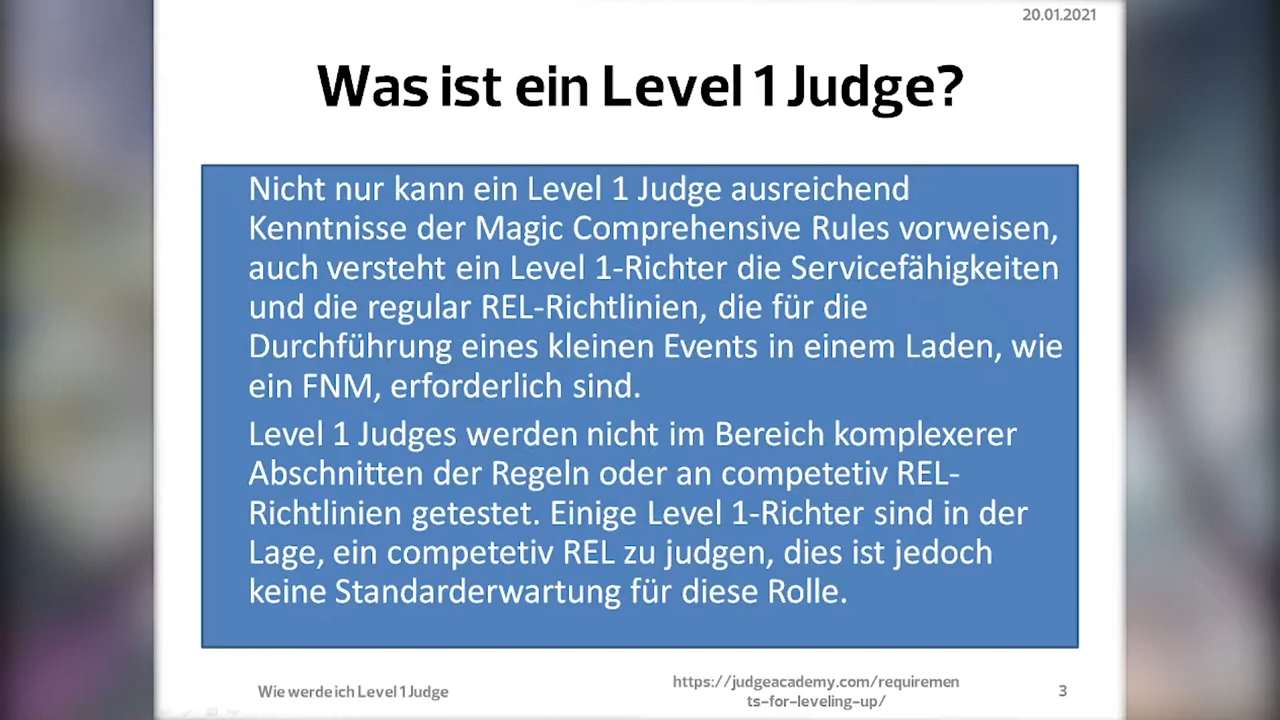 20.01.2021
Was ist ein Level 1 Judge?
Nicht nur kann ein Level 1 Judge ausreichend
Kenntnisse der Magic Comprehensive Rules vorweisen,
auch versteht ein Level 1-Richter die Servicefähigkeiten
und die regular REL-Richtlinien, die für die
Durchführung eines kleinen Events in einem Laden, wie
ein FNM, erforderlich sind.
Level 1 Judges werden nicht im Bereich komplexerer
Abschnitten der Regeln oder an competetiv REL-
Richtlinien getestet. Einige Level 1-Richter sind in der
Lage, ein competetiv REL zu judgen, dies ist jedoch
keine Standarderwartung für diese Rolle.
Wie werde ich Level 1 Judge
https://judgeacademy.com/requiremen
ts-for-leveling-up/
3